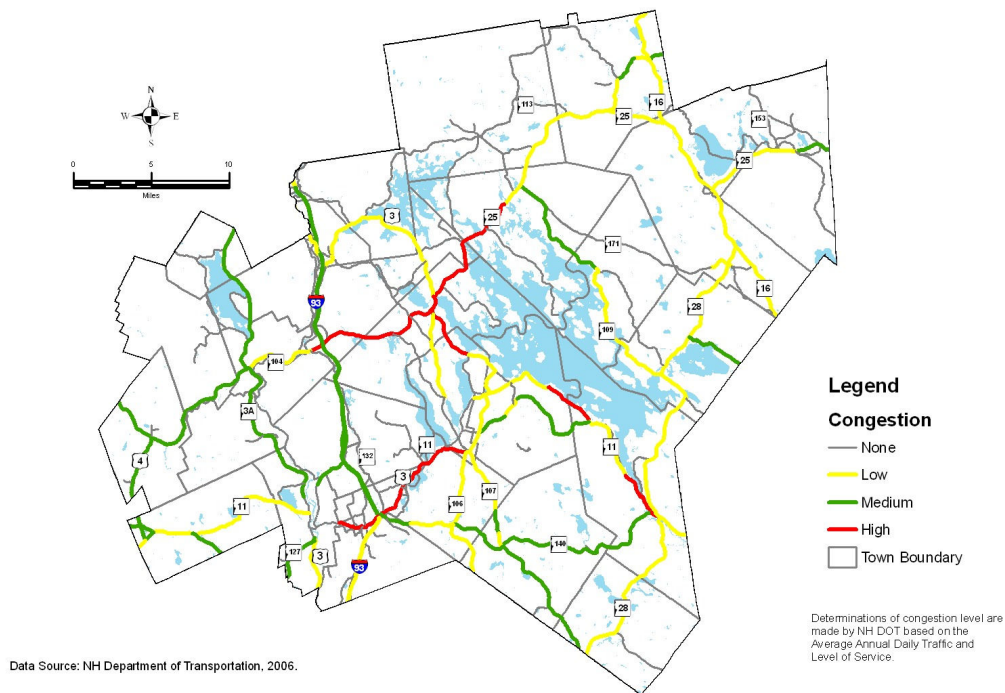 N
W E
S
0 5 10
Miles
113
16
25
153
25
3
25
171
93
28
16
109
104
3A
11
11
132
3
4
106
107
11
140
127
3
93
28
Legend
Congestion
None
Low
Medium
High
Town Boundary
Determinations of congestion level are
made by NH DOT based on the
Average Annual Daily Traffic and
Level of Service.
Data Source: NH Department of Transportation, 2006.